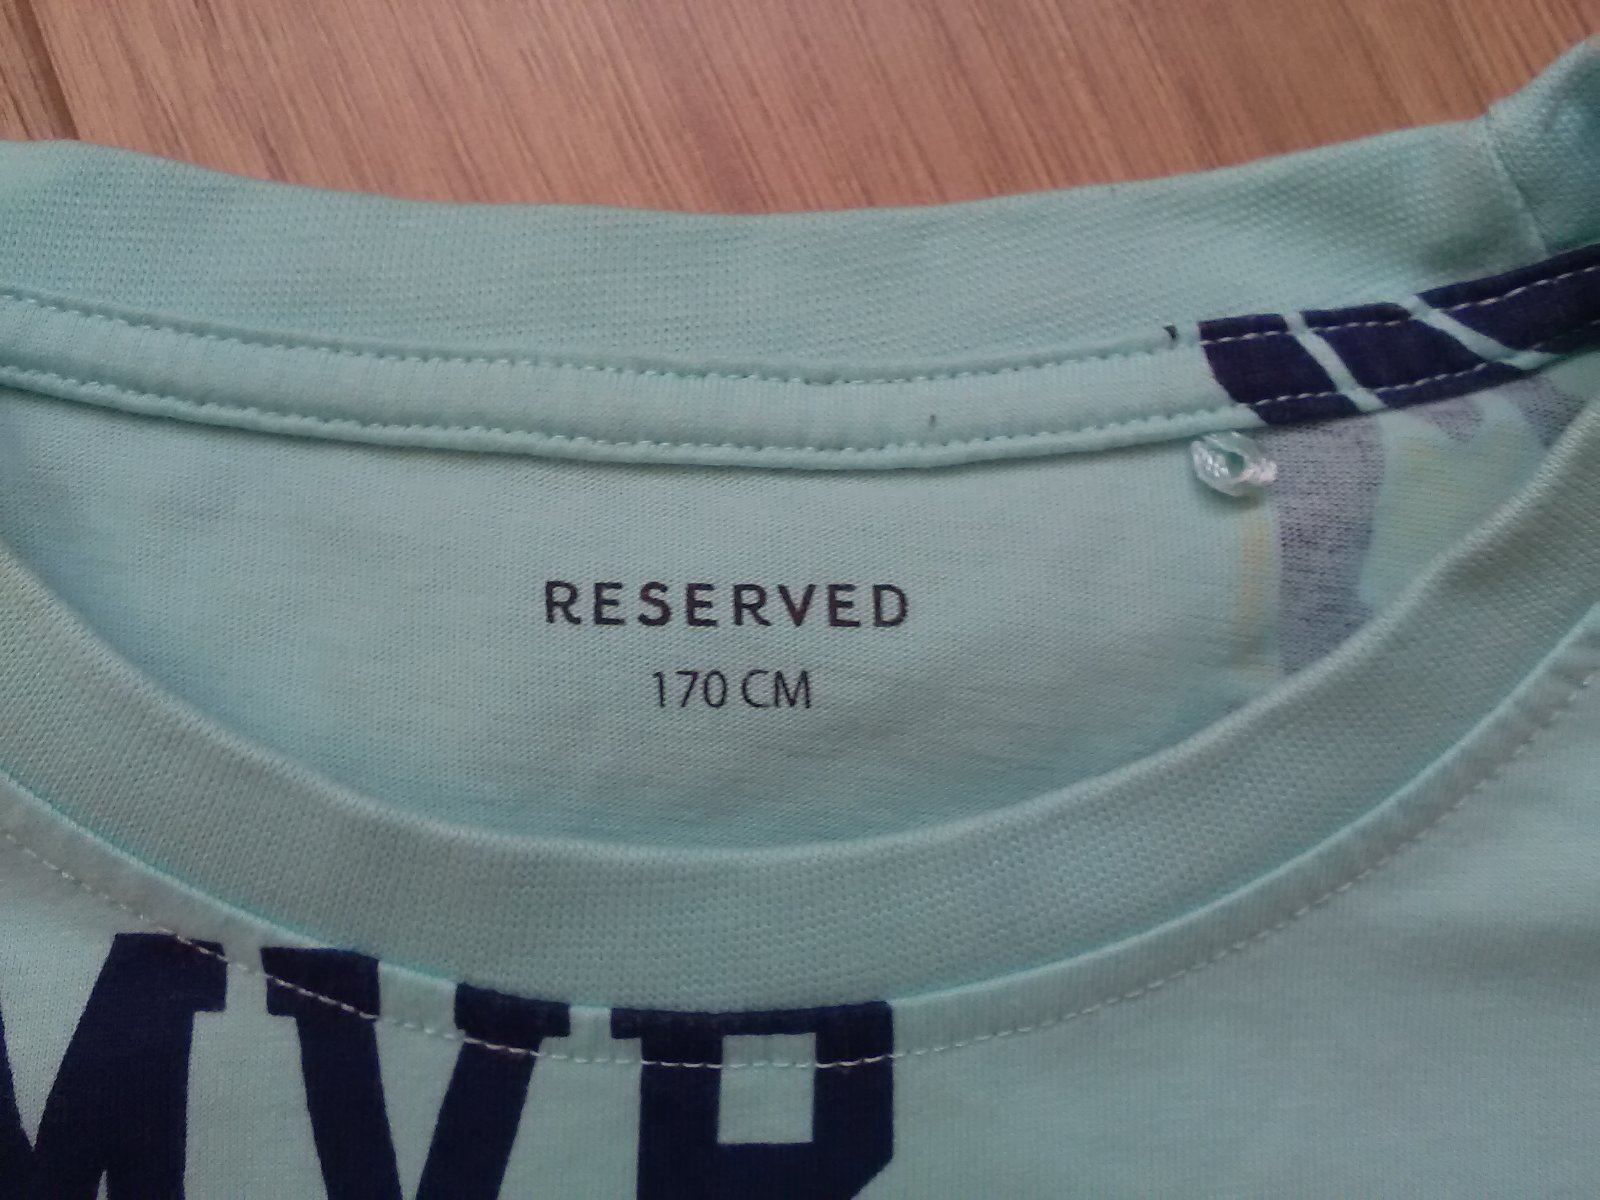 RESERVED
170 CM
MVP